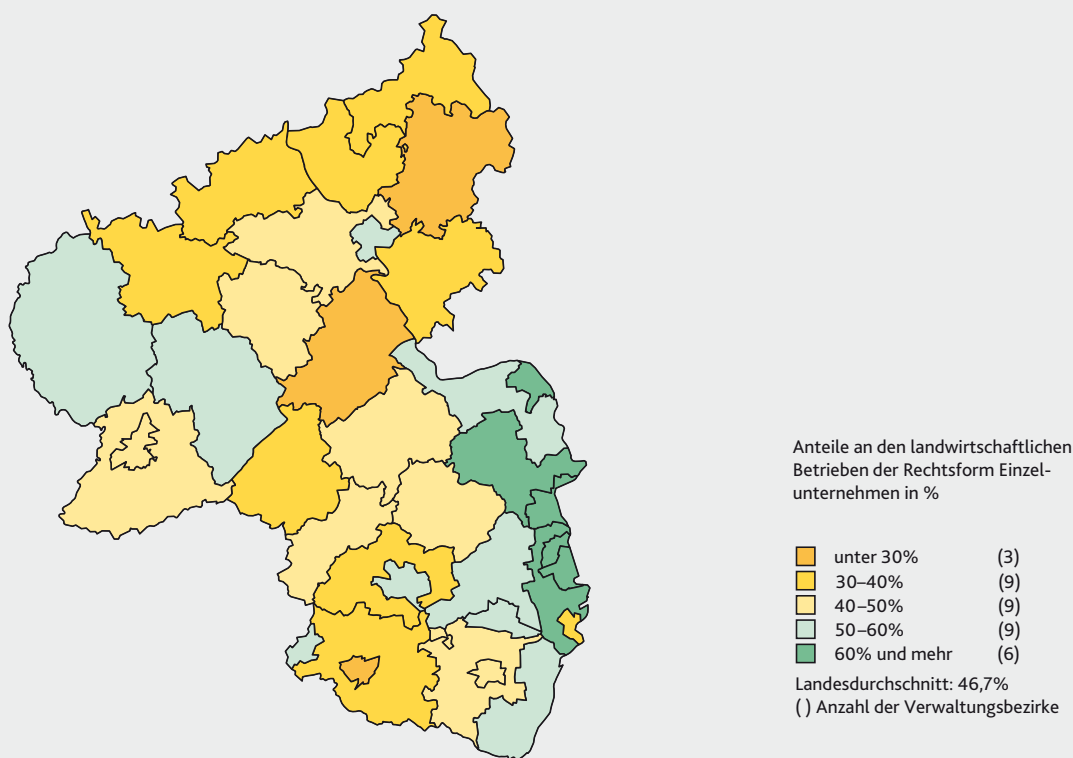 Anteile an den landwirtschaftlichen
Betrieben der Rechtsform Einzel-
unternehmen in %
unter 30% (3)
30–40% (9)
40–50% (9)
50–60% (9)
60% und mehr (6)
Landesdurchschnitt: 46,7%
( ) Anzahl der Verwaltungsbezirke